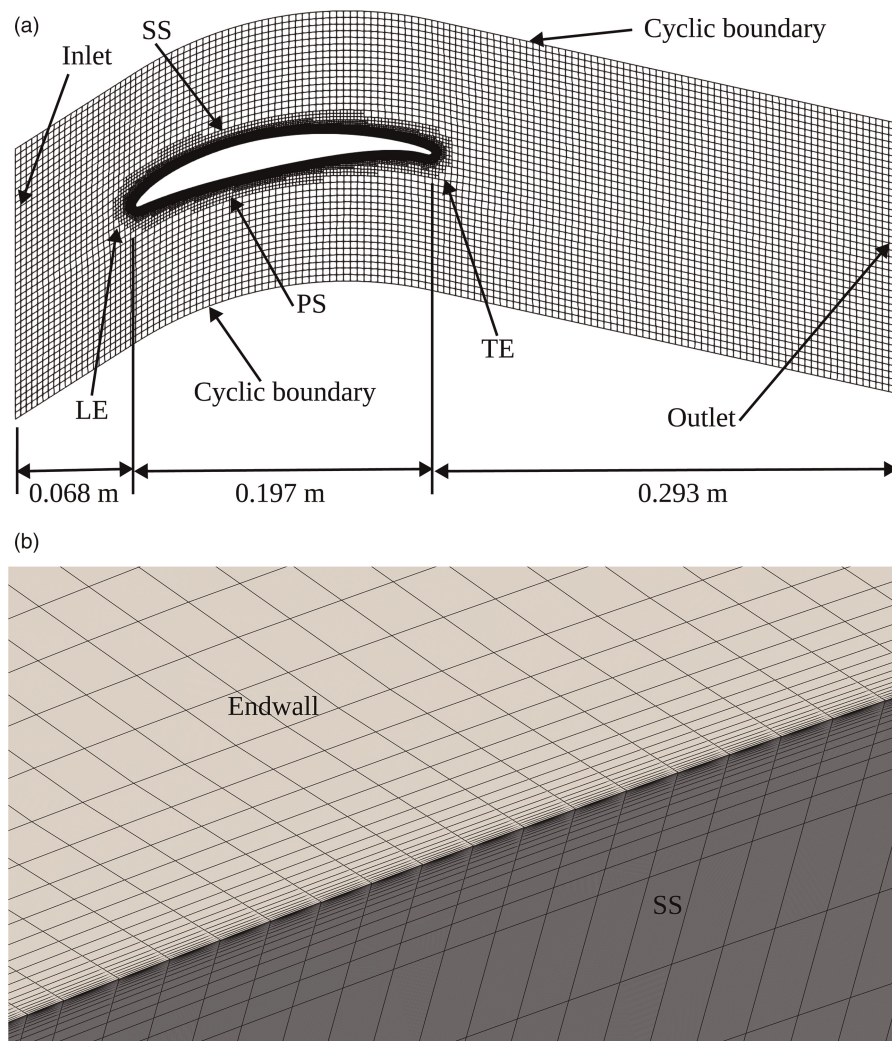 (a)
SS
Cyclic boundary
Inlet
PS
TE
Cyclic boundary
LE
Outlet
0.068 m
0.197 m
0.293 m
(b)
Endwall
SS